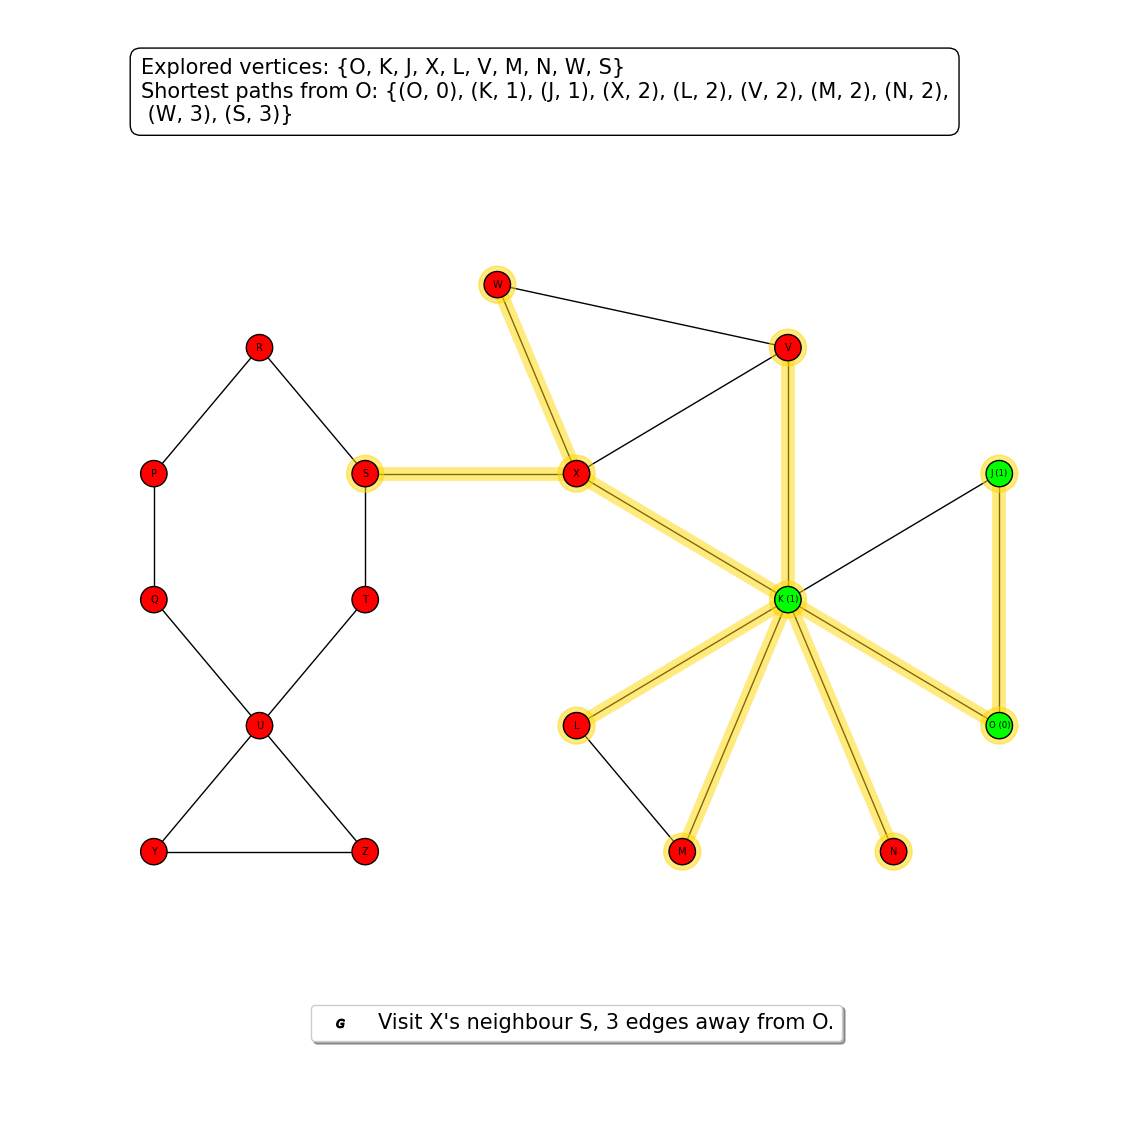 Explored vertices: {O, K, J, X, L, V, M, N, W, S}
Shortest paths from O: {(O, 0), (K, 1), (J, 1), (X, 2), (L, 2), (V, 2), (M, 2), (N, 2),
(W, 3), (S, 3)}
W
R
V
P
S
X
J (1)
Q
T
K (1)
U
L
O (0)
Y
Z
M
N
G Visit X's neighbour S, 3 edges away from O.